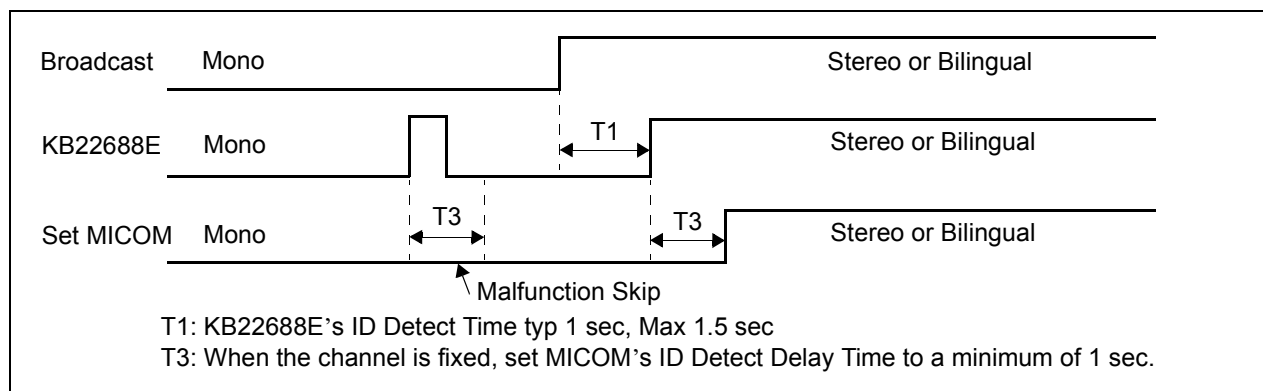 Broadcast Mono Stereo or Bilingual
T1
KB22688E Mono Stereo or Bilingual
T3 T3
Set MICOM Mono Stereo or Bilingual
Malfunction Skip
T1: KB22688E’s ID Detect Time typ 1 sec, Max 1.5 sec
T3: When the channel is fixed, set MICOM’s ID Detect Delay Time to a minimum of 1 sec.